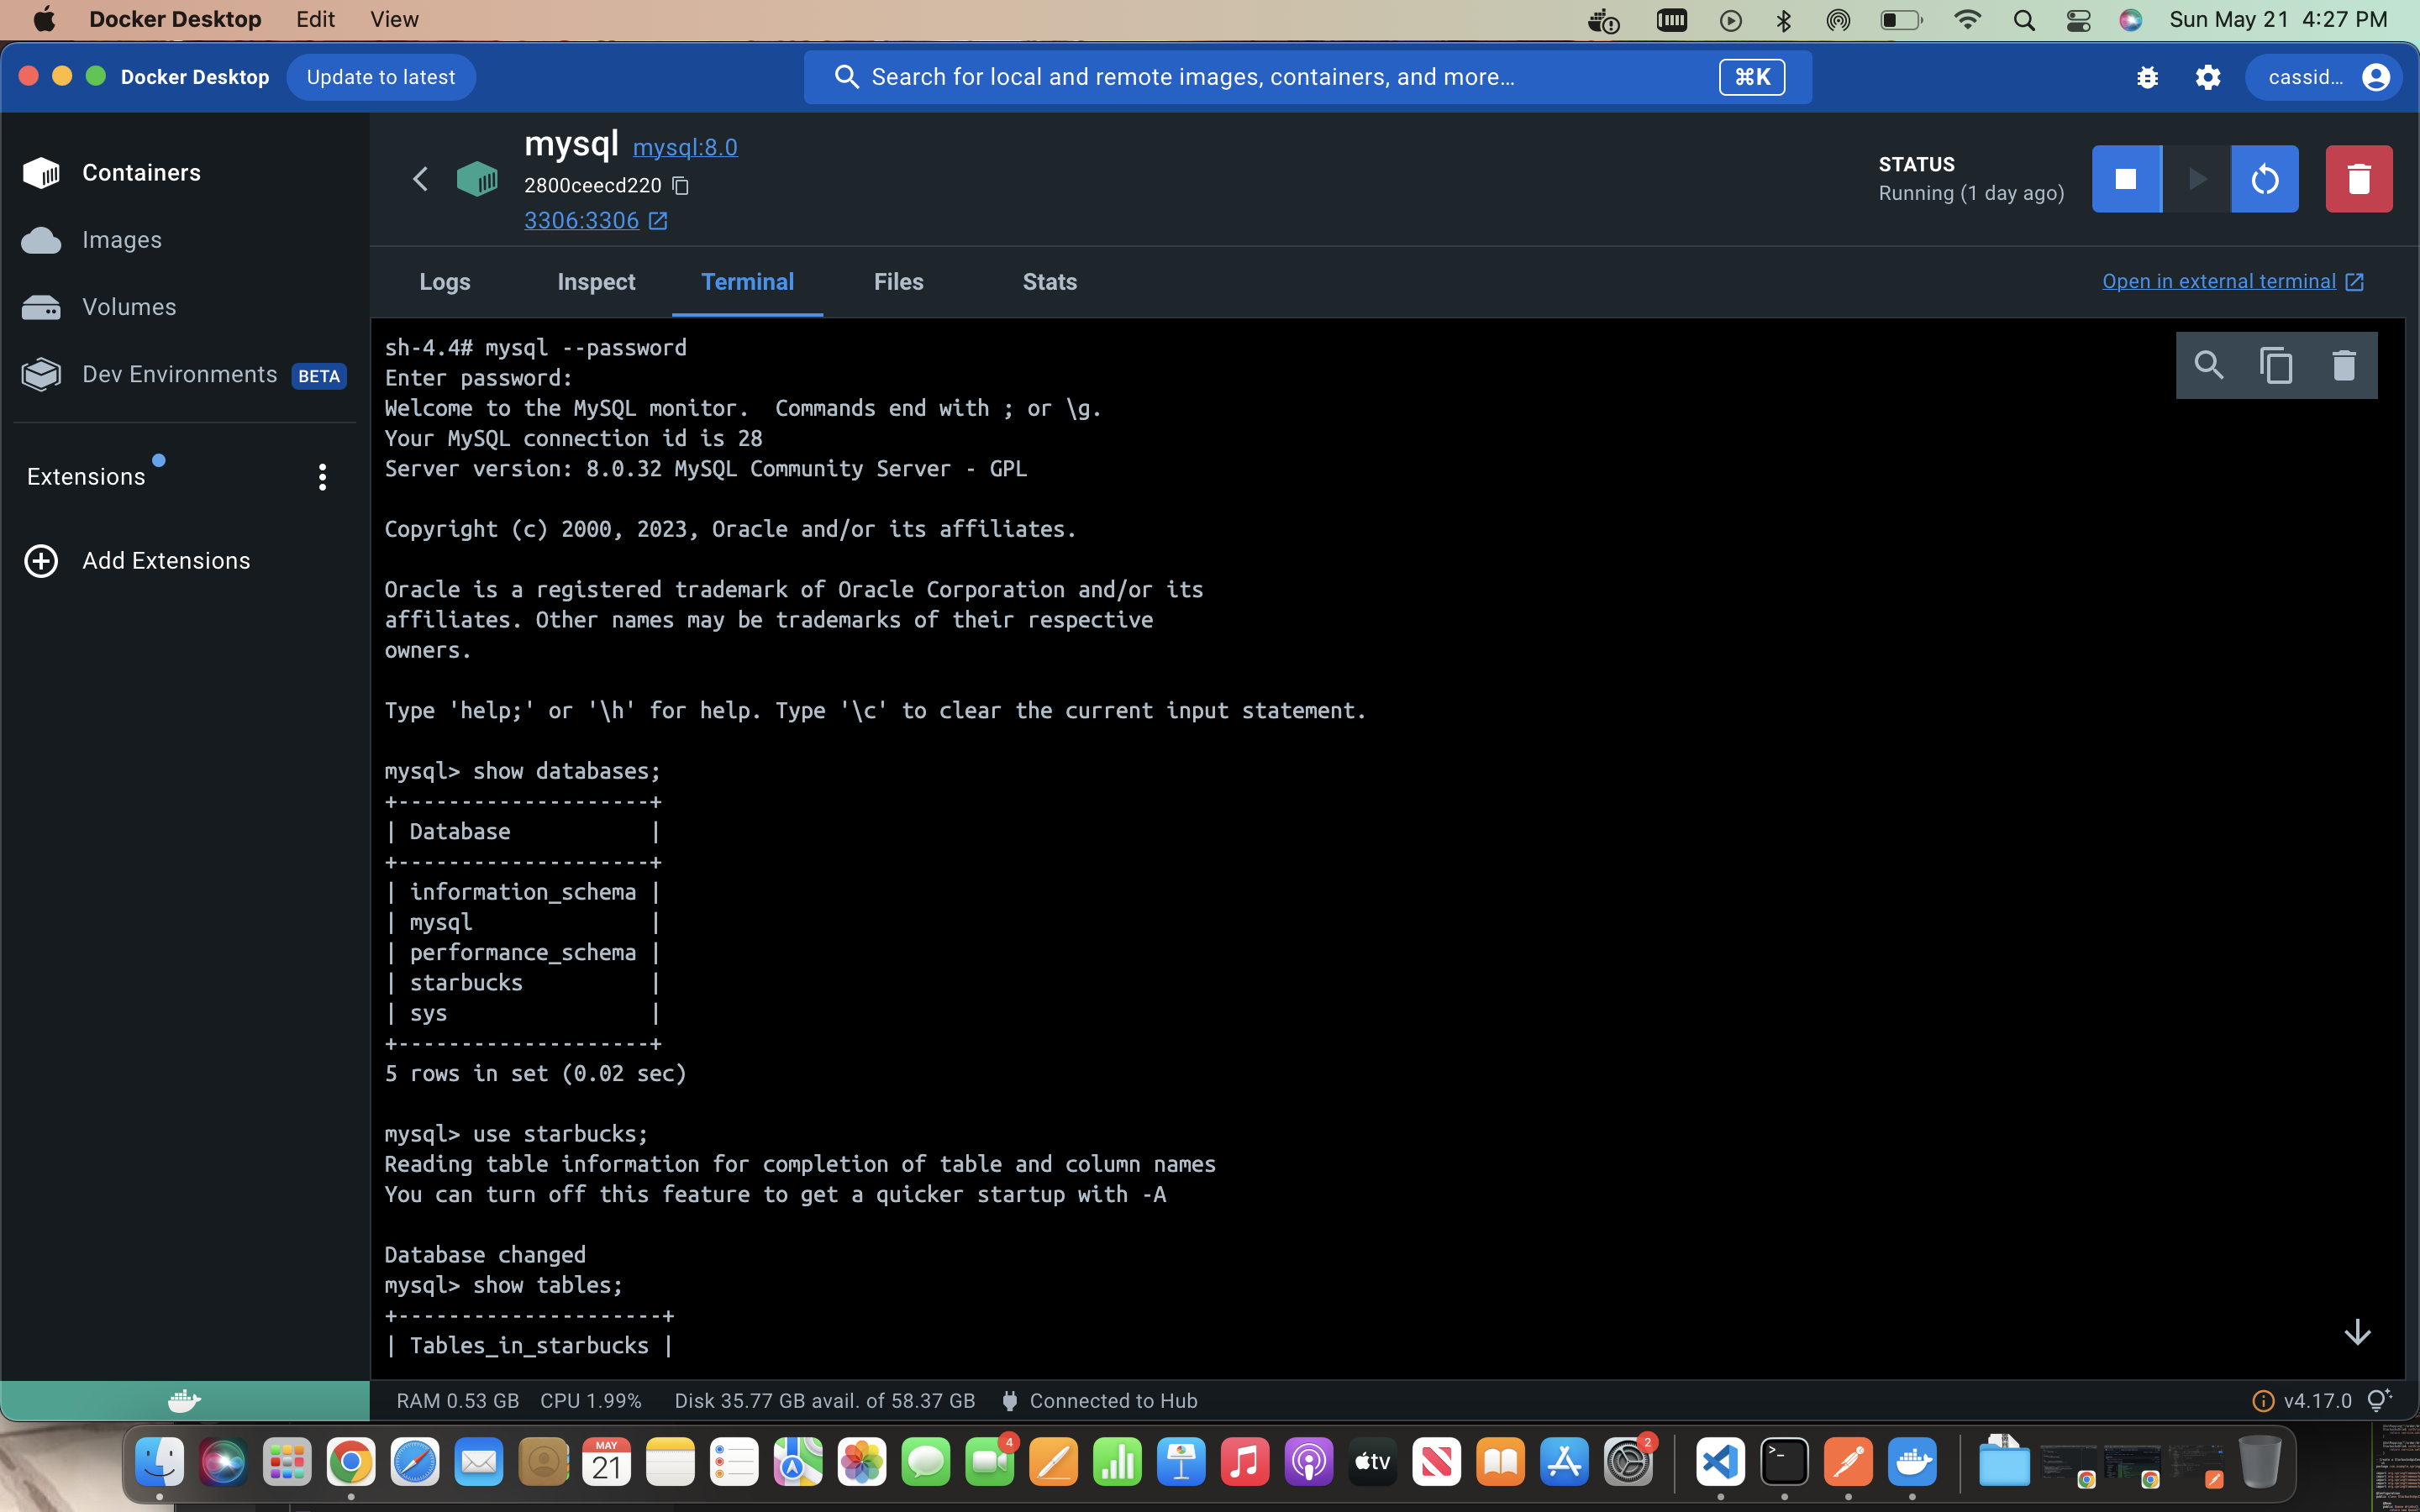 Docker Desktop Edit View Sun May 21 4:27 PM
Docker Desktop Update to latest Search for local and remote images, containers, and more... ⌘K cassid...
Containers
Images
Volumes
Dev Environments BETA
Extensions
Add Extensions
mysql mysql:8.0
2800ceecd220
3306:3306
STATUS
Running (1 day ago)
Logs Inspect Terminal Files Stats Open in external terminal
sh-4.4# mysql --password
Enter password:
Welcome to the MySQL monitor.  Commands end with ; or \g.
Your MySQL connection id is 28
Server version: 8.0.32 MySQL Community Server - GPL
Copyright (c) 2000, 2023, Oracle and/or its affiliates.
Oracle is a registered trademark of Oracle Corporation and/or its
affiliates. Other names may be trademarks of their respective
owners.
Type 'help;' or '\h' for help. Type '\c' to clear the current input statement.
mysql> show databases;
+--------------------+
| Database           |
+--------------------+
| information_schema |
| mysql              |
| performance_schema |
| starbucks          |
| sys                |
+--------------------+
5 rows in set (0.02 sec)
mysql> use starbucks;
Reading table information for completion of table and column names
You can turn off this feature to get a quicker startup with -A
Database changed
mysql> show tables;
+---------------------+
| Tables_in_starbucks |
RAM 0.53 GB CPU 1.99% Disk 35.77 GB avail. of 58.37 GB Connected to Hub v4.17.0
MAY
21
4
tv
2